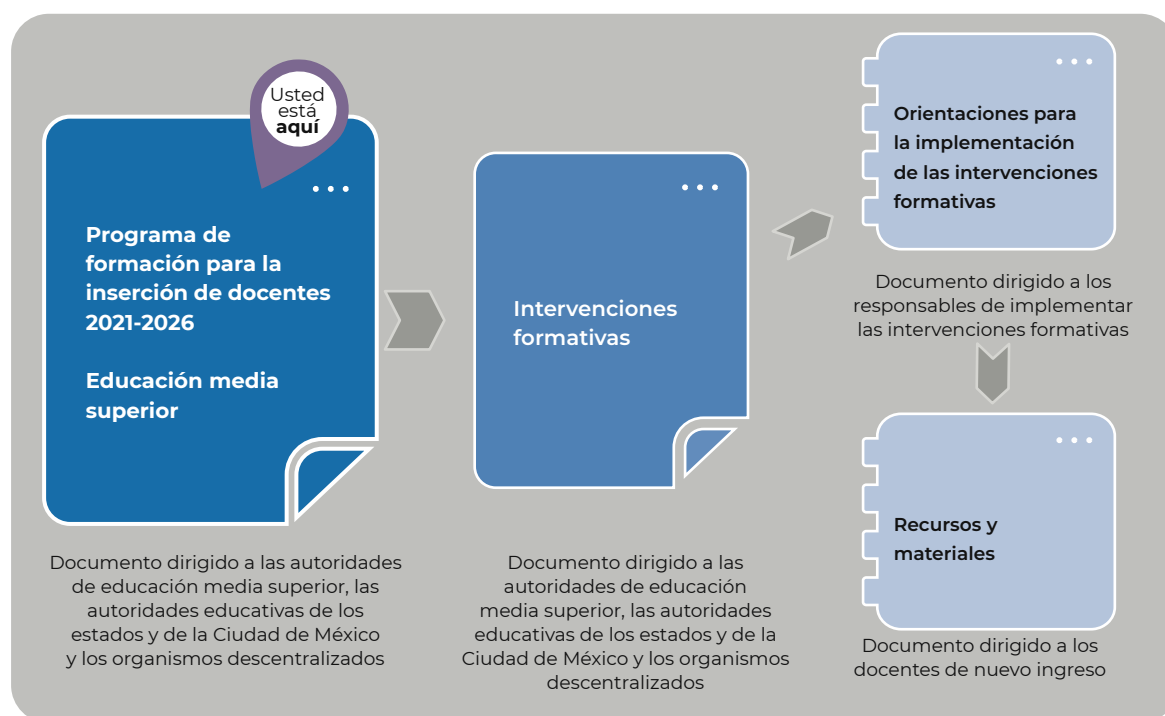 Usted
está
aquí
Programa de
formación para la
inserción de docentes
2021-2026
Educación media
superior
Documento dirigido a las autoridades
de educación media superior, las
autoridades educativas de los
estados y de la Ciudad de México
y los organismos descentralizados
Intervenciones
formativas
Documento dirigido a las
autoridades de educación
media superior, las autoridades
educativas de los estados y de la
Ciudad de México y los organismos
descentralizados
Orientaciones para
la implementación
de las intervenciones
formativas
Documento dirigido a los
responsables de implementar
las intervenciones formativas
Recursos y
materiales
Documento dirigido a los
docentes de nuevo ingreso